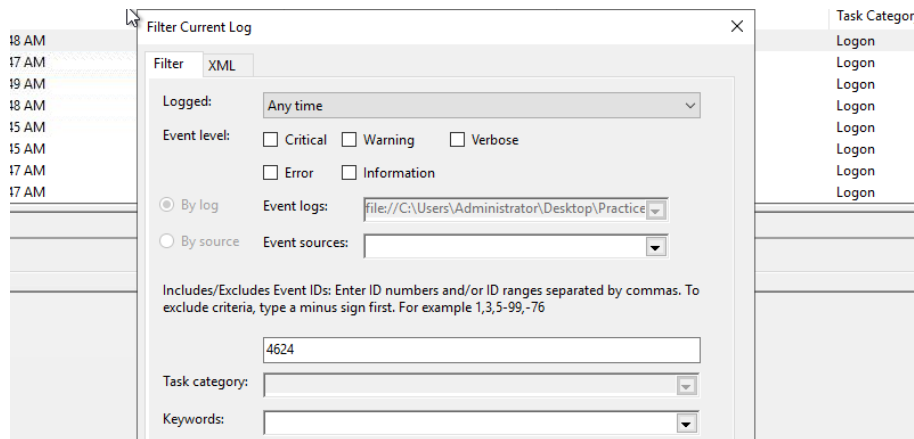 Task Categor
Filter Current Log
48 AM Logon
47 AM Filter XML Logon
49 AM Logon
48 AM Logged: Any time Logon
45 AM Event level: Critical Warning Verbose Logon
45 AM Logon
47 AM Error Information Logon
47 AM Logon
By log Event logs: file://C:\Users\Administrator\Desktop\Practice
By source Event sources:
Includes/Excludes Event IDs: Enter ID numbers and/or ID ranges separated by commas. To
exclude criteria, type a minus sign first. For example 1,3,5-99,-76
4624
Task category:
Keywords: